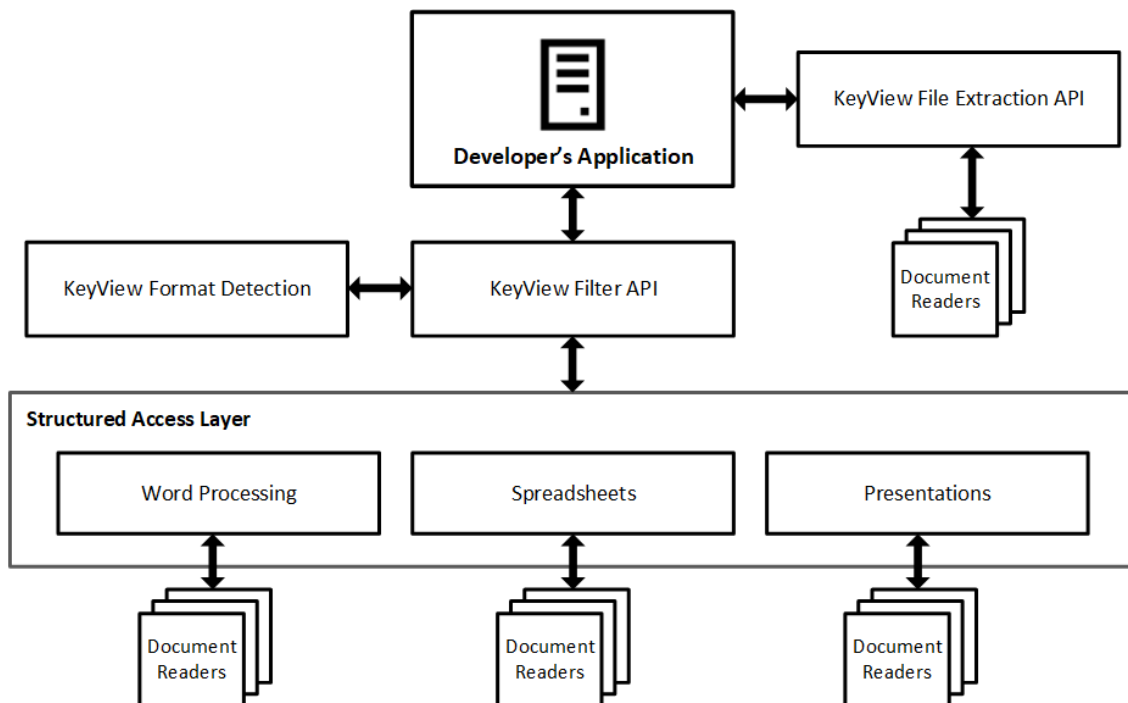 Developer’s Application
KeyView File Extraction API
Document
Readers
KeyView Format Detection
KeyView Filter API
Structured Access Layer
Word Processing
Spreadsheets
Presentations
Document
Readers
Document
Readers
Document
Readers